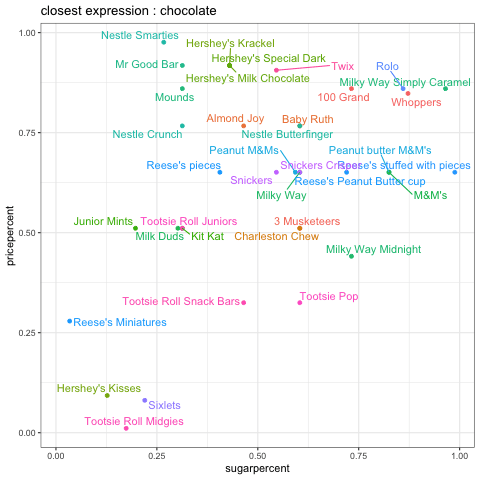 closest expression : chocolate
1.00
Nestle Smarties
Hershey's Krackel
Hershey's Special Dark
Mr Good Bar
Twix
Rolo
Hershey's Milk Chocolate
Milky Way Simply Caramel
Mounds
100 Grand
Whoppers
Almond Joy
Baby Ruth
0.75
Nestle Crunch
Nestle Butterfinger
Peanut M&Ms
Peanut butter M&M's
Reese's pieces
Snickers Crisper
Reese's stuffed with pieces
Snickers
Reese's Peanut Butter cup
Milky Way
M&M's
pricepercent
Junior Mints
Tootsie Roll Juniors
3 Musketeers
0.50
Milk Duds
Kit Kat
Charleston Chew
Milky Way Midnight
Tootsie Roll Snack Bars
Tootsie Pop
0.25
Reese's Miniatures
Hershey's Kisses
Sixlets
Tootsie Roll Midgies
0.00
0.00
0.25
0.50
0.75
1.00
sugarpercent